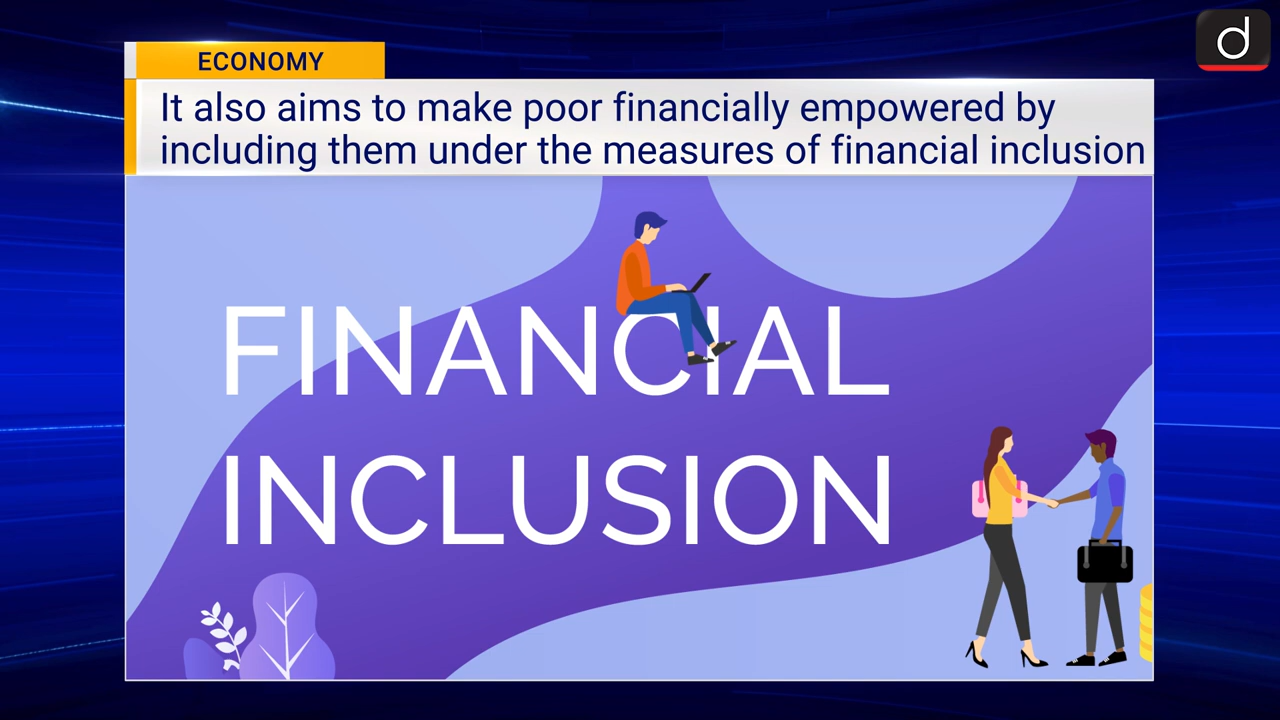 ECONOMY
It also aims to make poor financially empowered by
including them under the measures of financial inclusion
FINANCIAL
INCLUSION
d